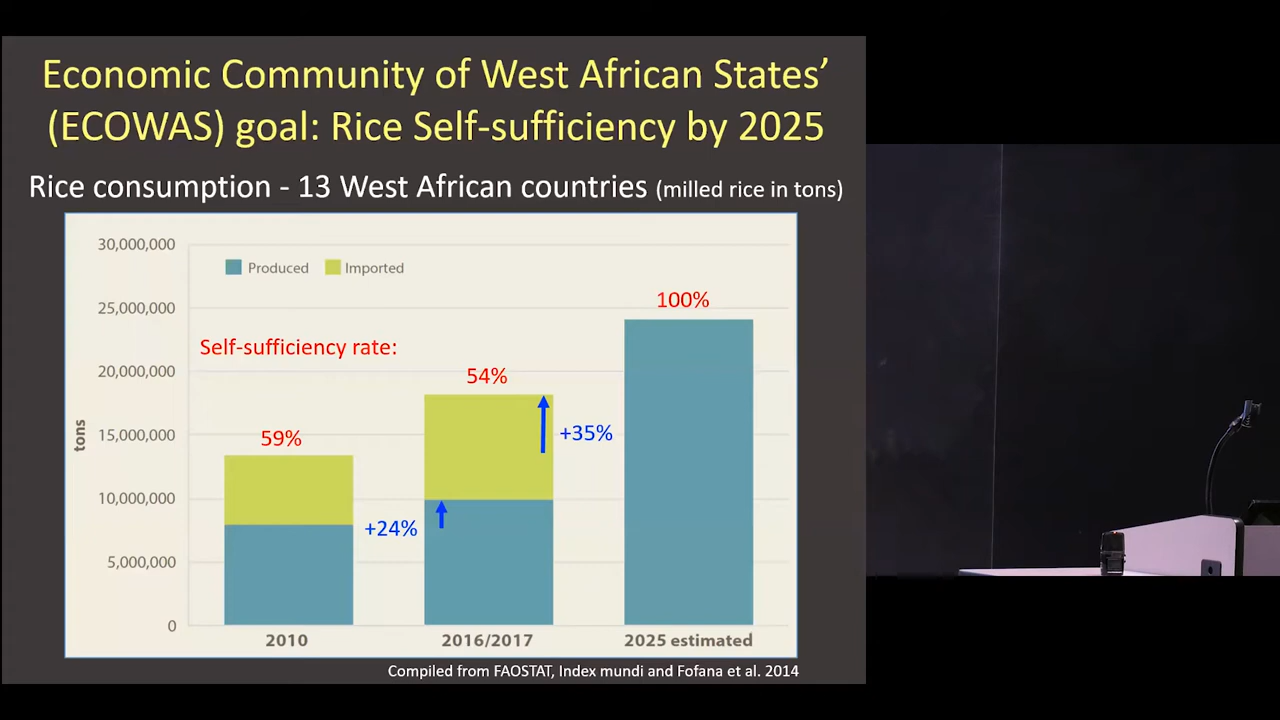 Economic Community of West African States’
(ECOWAS) goal: Rice Self-sufficiency by 2025
Rice consumption - 13 West African countries (milled rice in tons)
30,000,000
Produced Imported
25,000,000
100%
Self-sufficiency rate:
20,000,000
54%
tons
15,000,000
59%
+35%
10,000,000
+24%
5,000,000
0
2010 2016/2017 2025 estimated
Compiled from FAOSTAT, Index mundi and Fofana et al. 2014